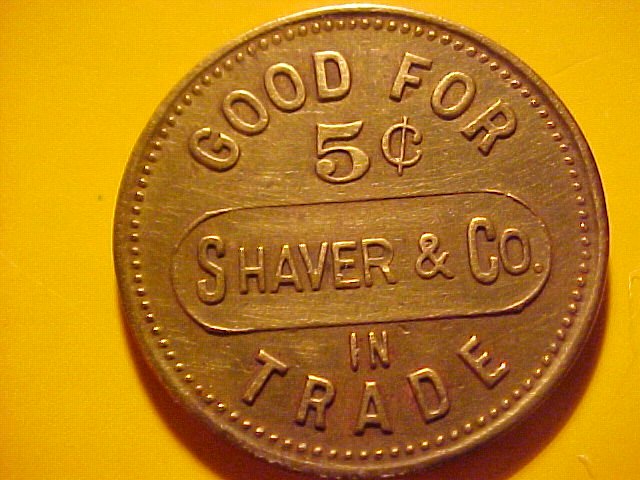 GOOD FOR
5¢
SHAVER & CO.
IN
TRADE